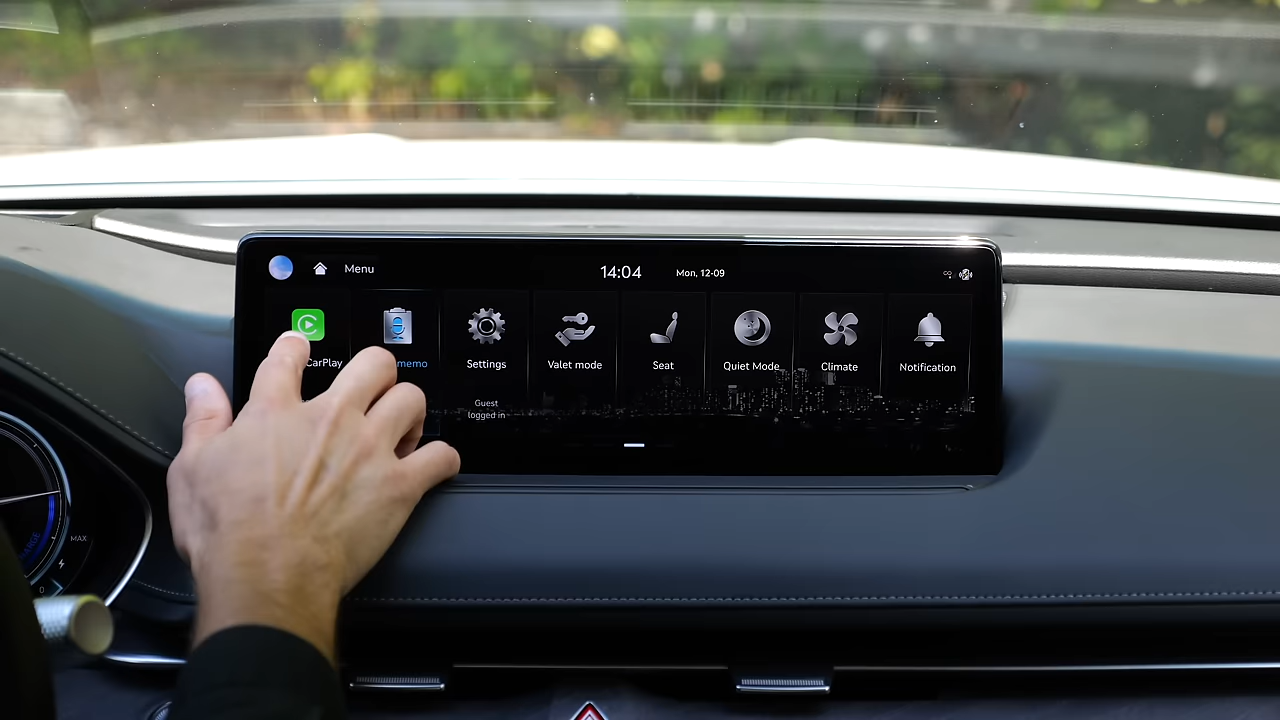 Menu
14:04
Mon, 12-09
CarPlay
memo
Settings
Valet mode
Seat
Quiet Mode
Climate
Notification
Guest
logged in
MAX
0